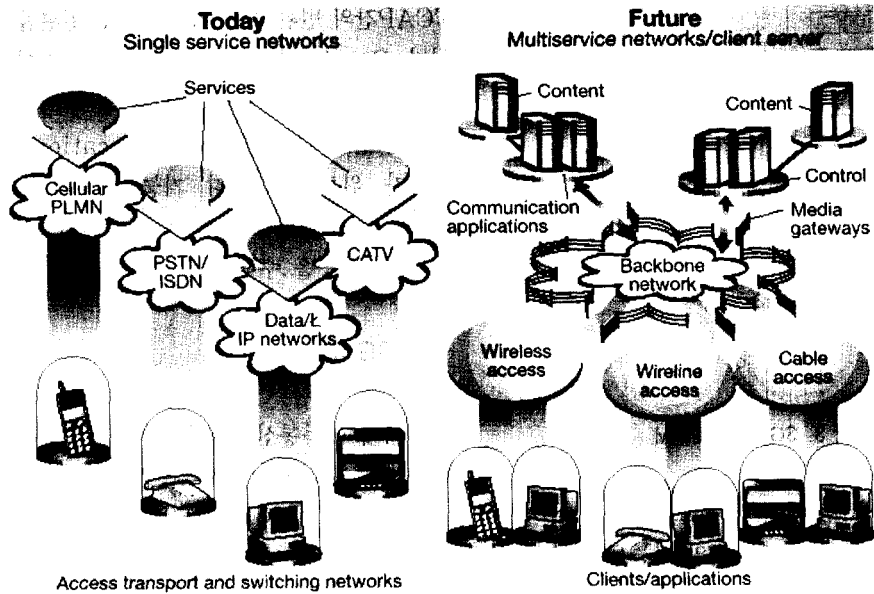 Today
Single service networks
Services
Cellular
PLMN
PSTN/
ISDN
CATV
Data/Ł
IP networks
Access transport and switching networks
Future
Multiservice networks/client server
Content
Content
Control
Communication
applications
Media
gateways
Backbone
network
Wireless
access
Wireline
access
Cable
access
Clients/applications